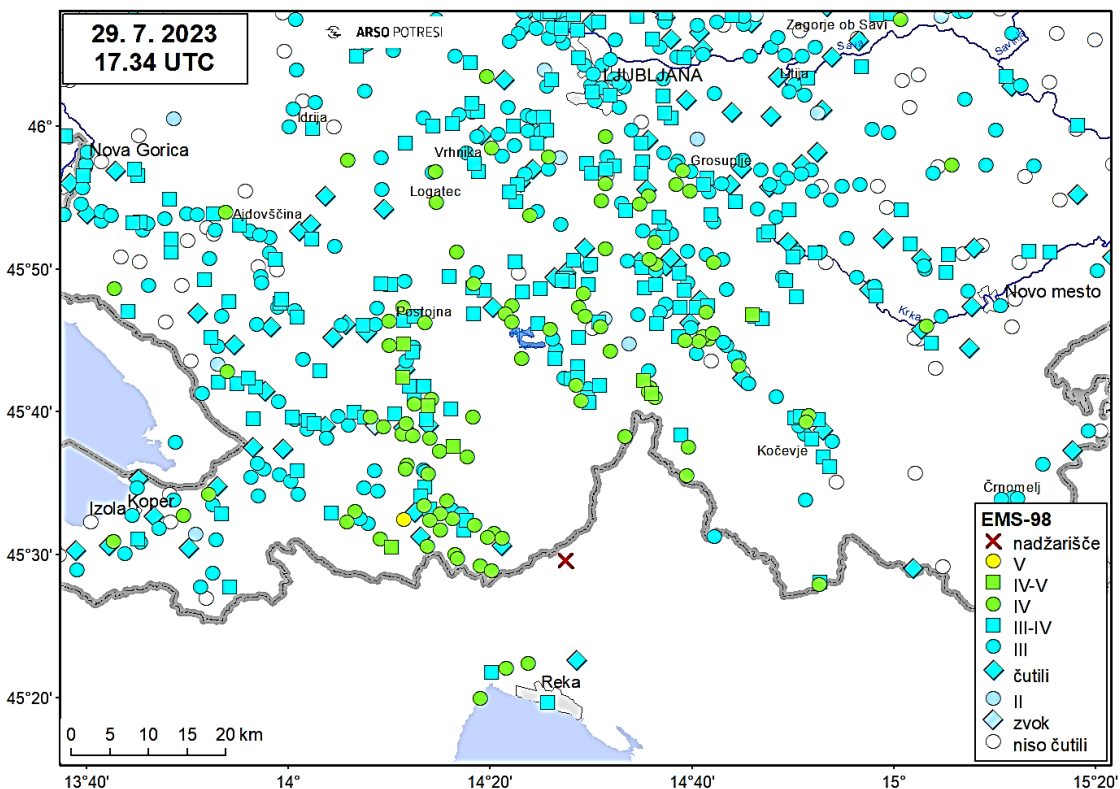 29. 7. 2023
17.34 UTC
ARSO POTRESI
Zagorje ob Savi
Sava
Savinja
LJUBLJANA
Litija
Idrija
46°
Nova Gorica
Vrhnika
Grosuplje
Logatec
Ajdovščina
45°50'
Novo mesto
Krka
Postojna
45°40'
Kočevje
Črnomelj
Koper
Izola
45°30'
EMS-98
nadžarišče
V
IV-V
IV
III-IV
III
čutili
II
zvok
niso čutili
Reka
45°20'
0 5 10 15 20 km
13°40' 14° 14°20' 14°40' 15° 15°20'